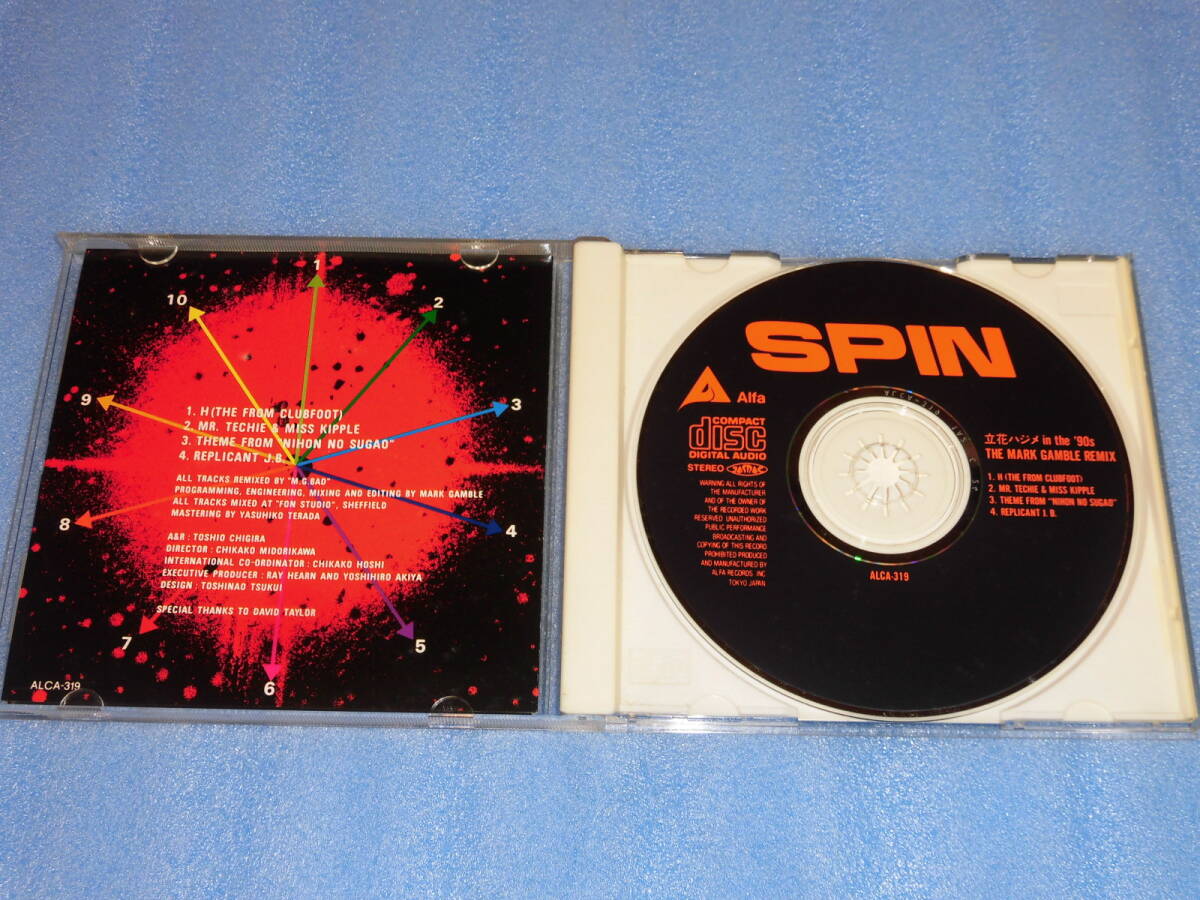 1
2
3
4
5
6
7
8
9
10
1. H (THE FROM CLUBFOOT)
2. MR. TECHIE & MISS KIPPLE
3. THEME FROM "NIHON NO SUGAO"
4. REPLICANT J.B.
ALL TRACKS REMIXED BY "M.G.BAD"
PROGRAMMING, ENGINEERING, MIXING AND EDITING BY MARK GAMBLE
ALL TRACKS MIXED AT "FON STUDIO", SHEFFIELD
MASTERING BY YASUHIKO TERADA
A&R : TOSHIO CHIGIRA
DIRECTOR : CHIKAKO MIDORIKAWA
INTERNATIONAL CO-ORDINATOR : CHIKAKO HOSHI
EXECUTIVE PRODUCER : RAY HEARN AND YOSHIHIRO AKIYA
DESIGN : TOSHINAO TSUKUI
SPECIAL THANKS TO DAVID TAYLOR
ALCA-319
SPIN
Alfa
COMPACT
disc
DIGITAL AUDIO
STEREO
WARNING ALL RIGHTS OF
THE MANUFACTURER
AND OF THE OWNER OF
THE RECORDED WORK
RESERVED. UNAUTHORIZED
PUBLIC PERFORMANCE
BROADCASTING AND
COPYING OF THIS RECORD
PROHIBITED PRODUCED
AND MANUFACTURED BY
ALFA RECORDS. INC
TOKYO JAPAN
立花ハジメ in the '90s
THE MARK GAMBLE REMIX
1. H (THE FROM CLUBFOOT)
2. MR. TECHIE & MISS KIPPLE
3. THEME FROM "NIHON NO SUGAO"
4. REPLICANT J. B.
ALCA-319